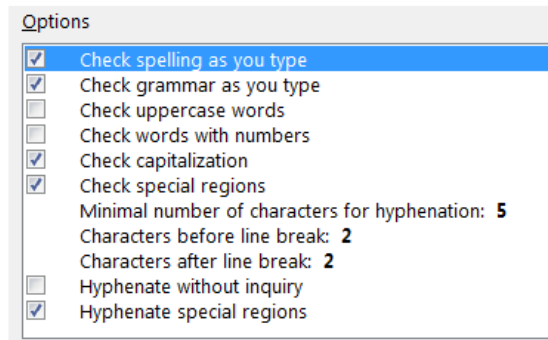 Options
Check spelling as you type
Check grammar as you type
Check uppercase words
Check words with numbers
Check capitalization
Check special regions
Minimal number of characters for hyphenation: 5
Characters before line break: 2
Characters after line break: 2
Hyphenate without inquiry
Hyphenate special regions